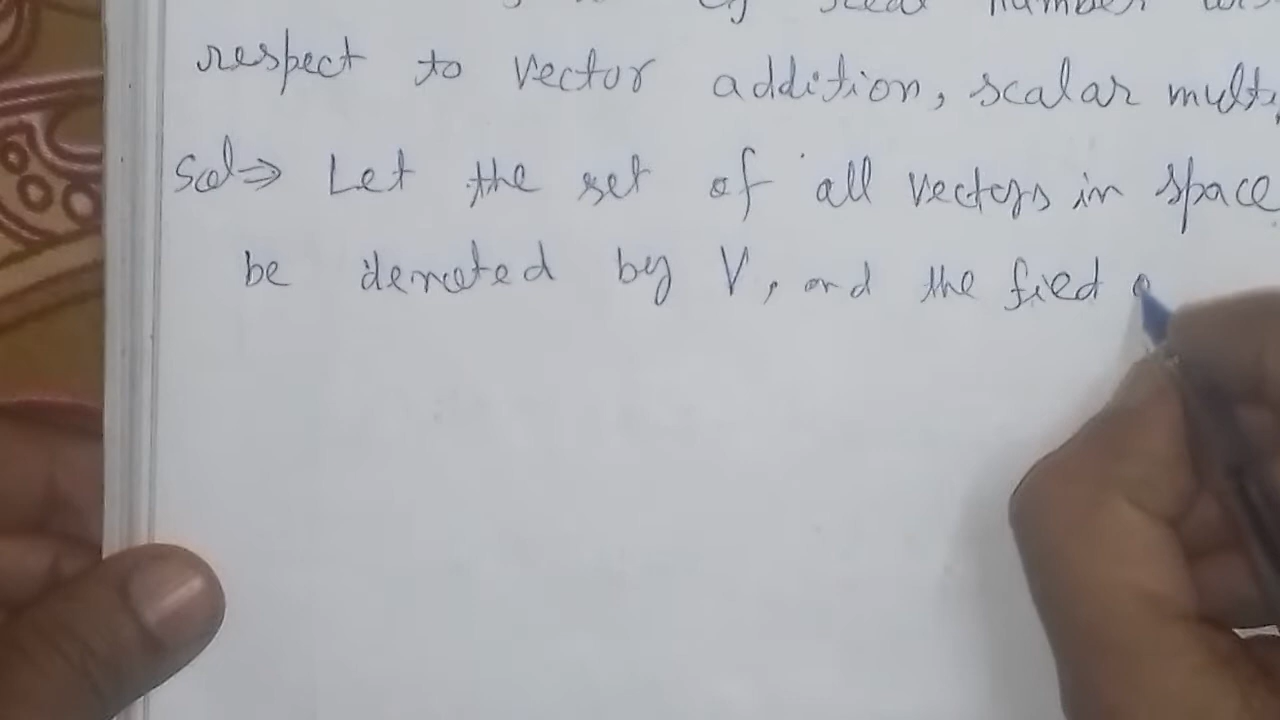 number
respect to vector addition, scalar multi
Sol⇒ Let the set of all vectors in space
be denoted by V, and the fied